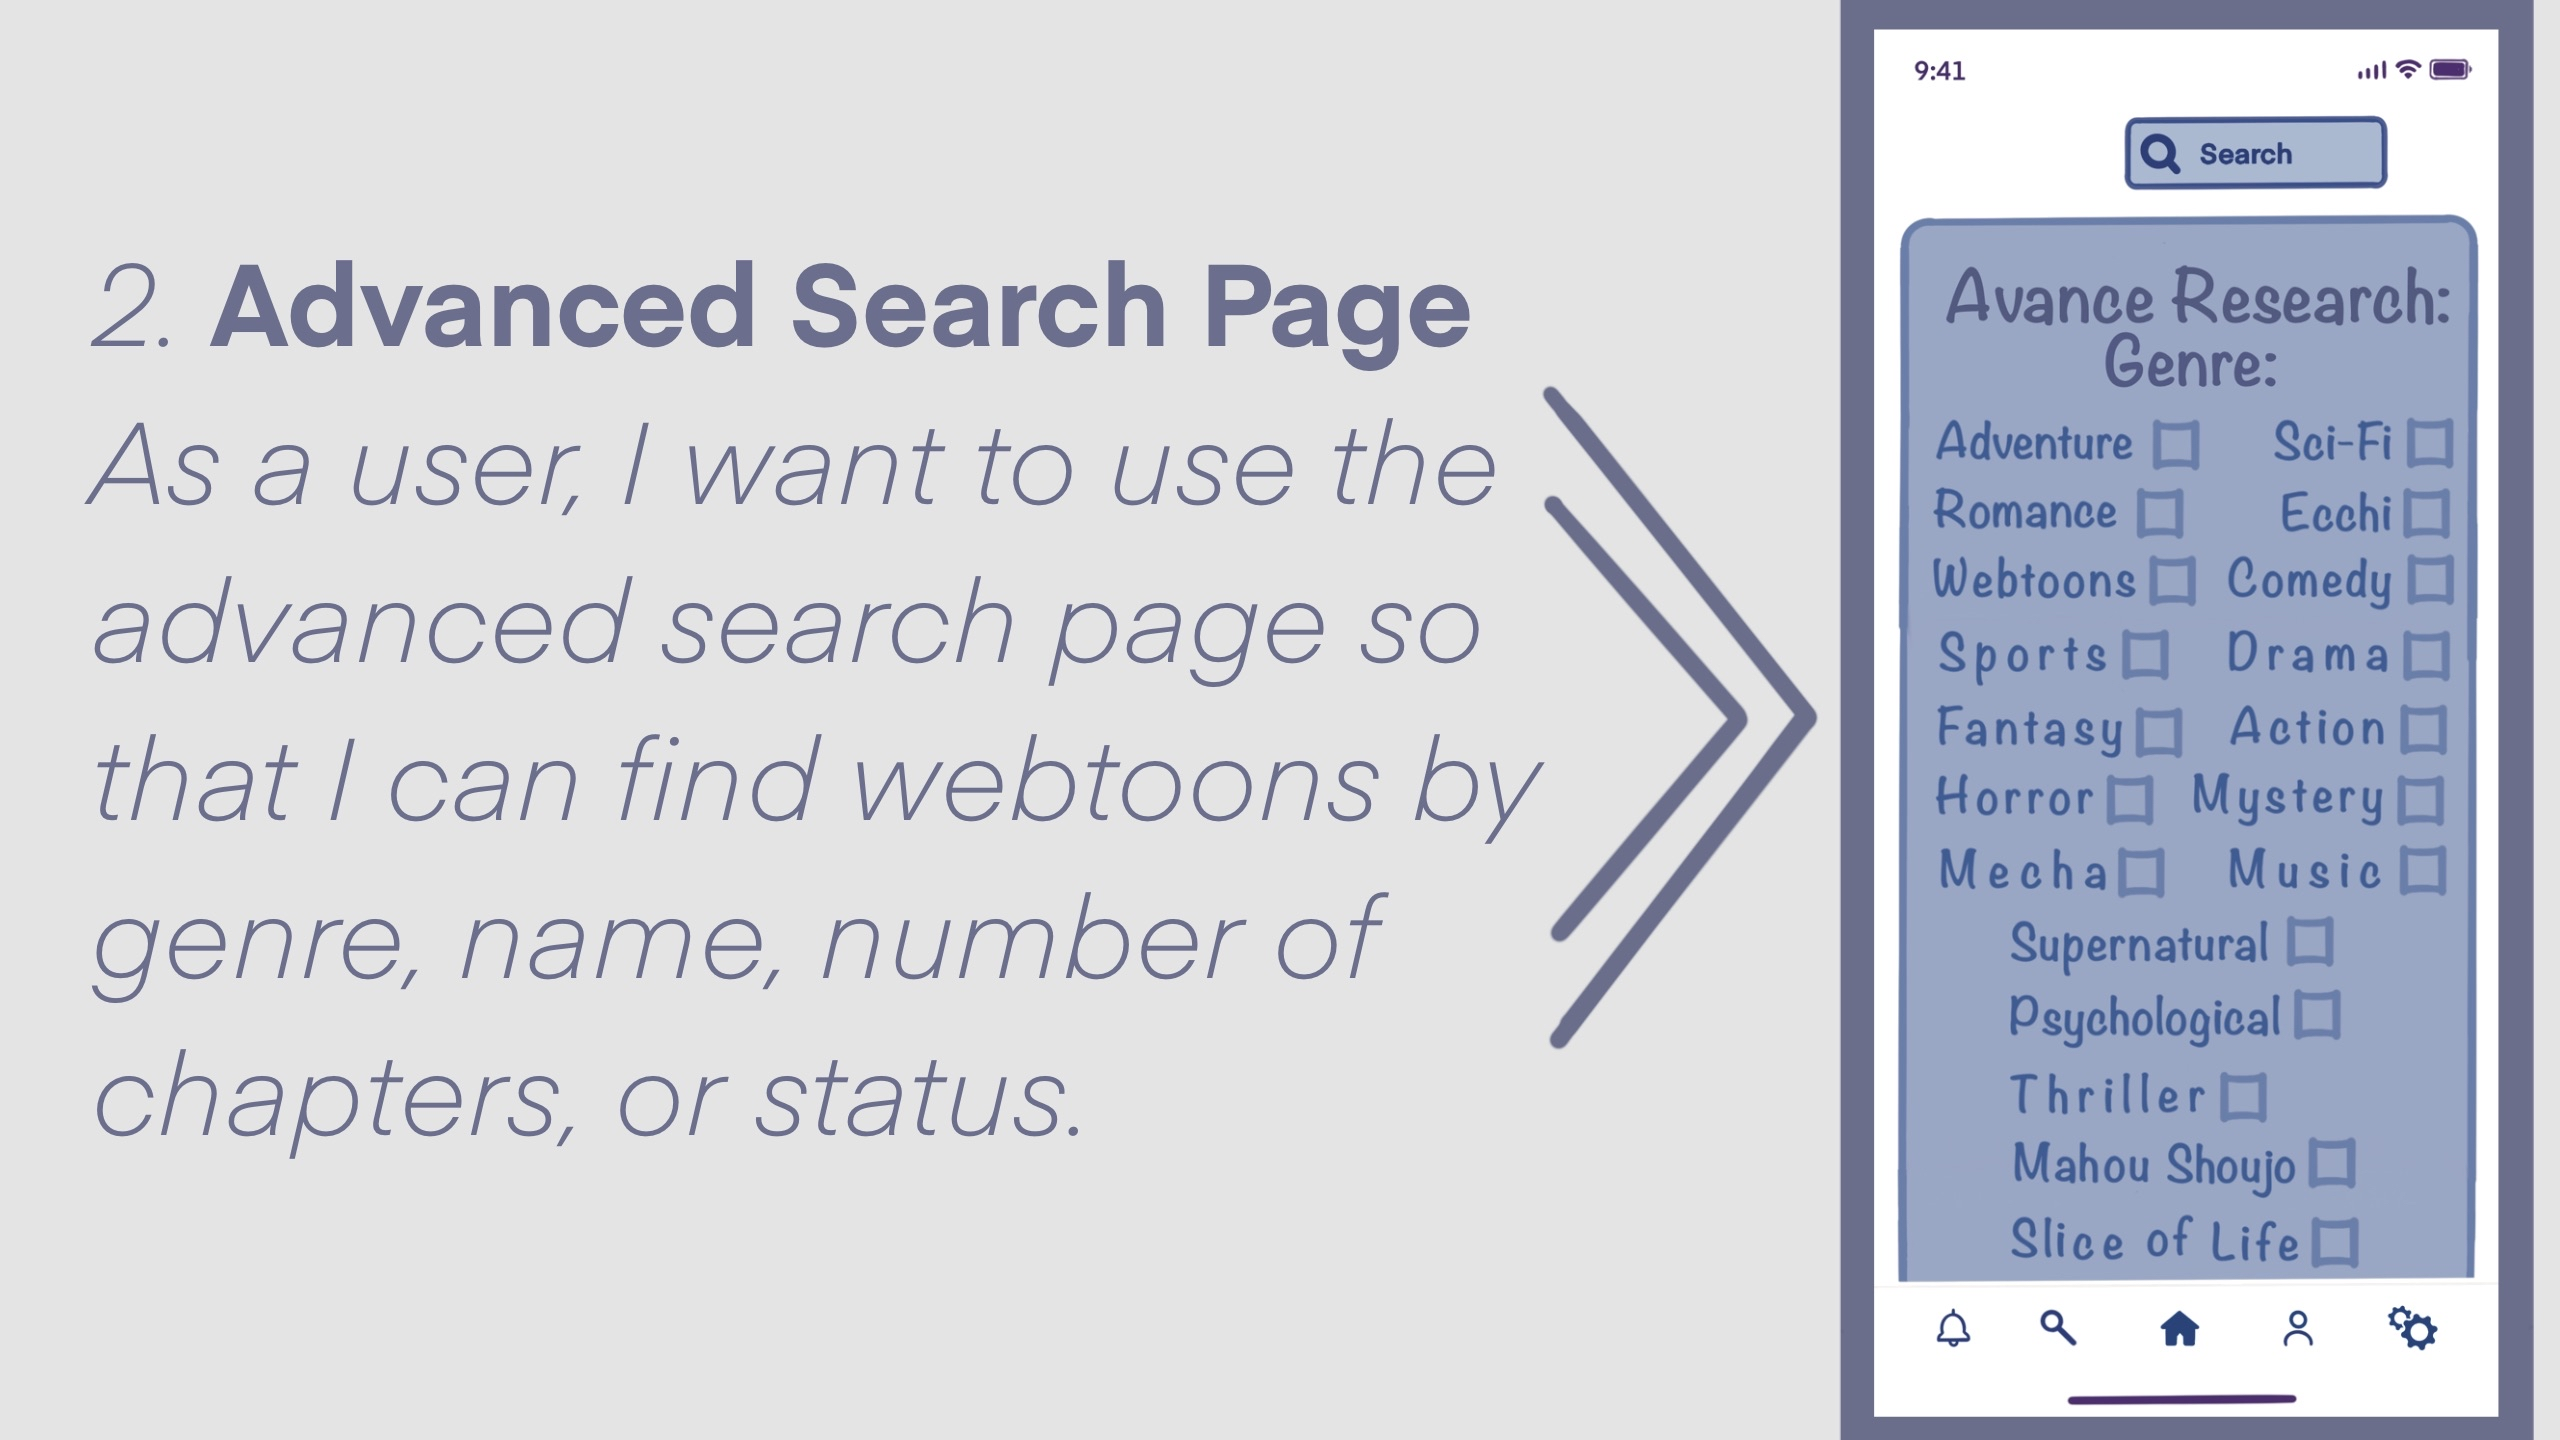 2. Advanced Search Page
As a user, I want to use the
advanced search page so
that I can find webtoons by
genre, name, number of
chapters, or status.
9:41
Search
Avance Research:
Genre:
Adventure Sci-Fi
Romance Ecchi
Webtoons Comedy
Sports Drama
Fantasy Action
Horror Mystery
Mecha Music
Supernatural
Psychological
Thriller
Mahou Shoujo
Slice of Life